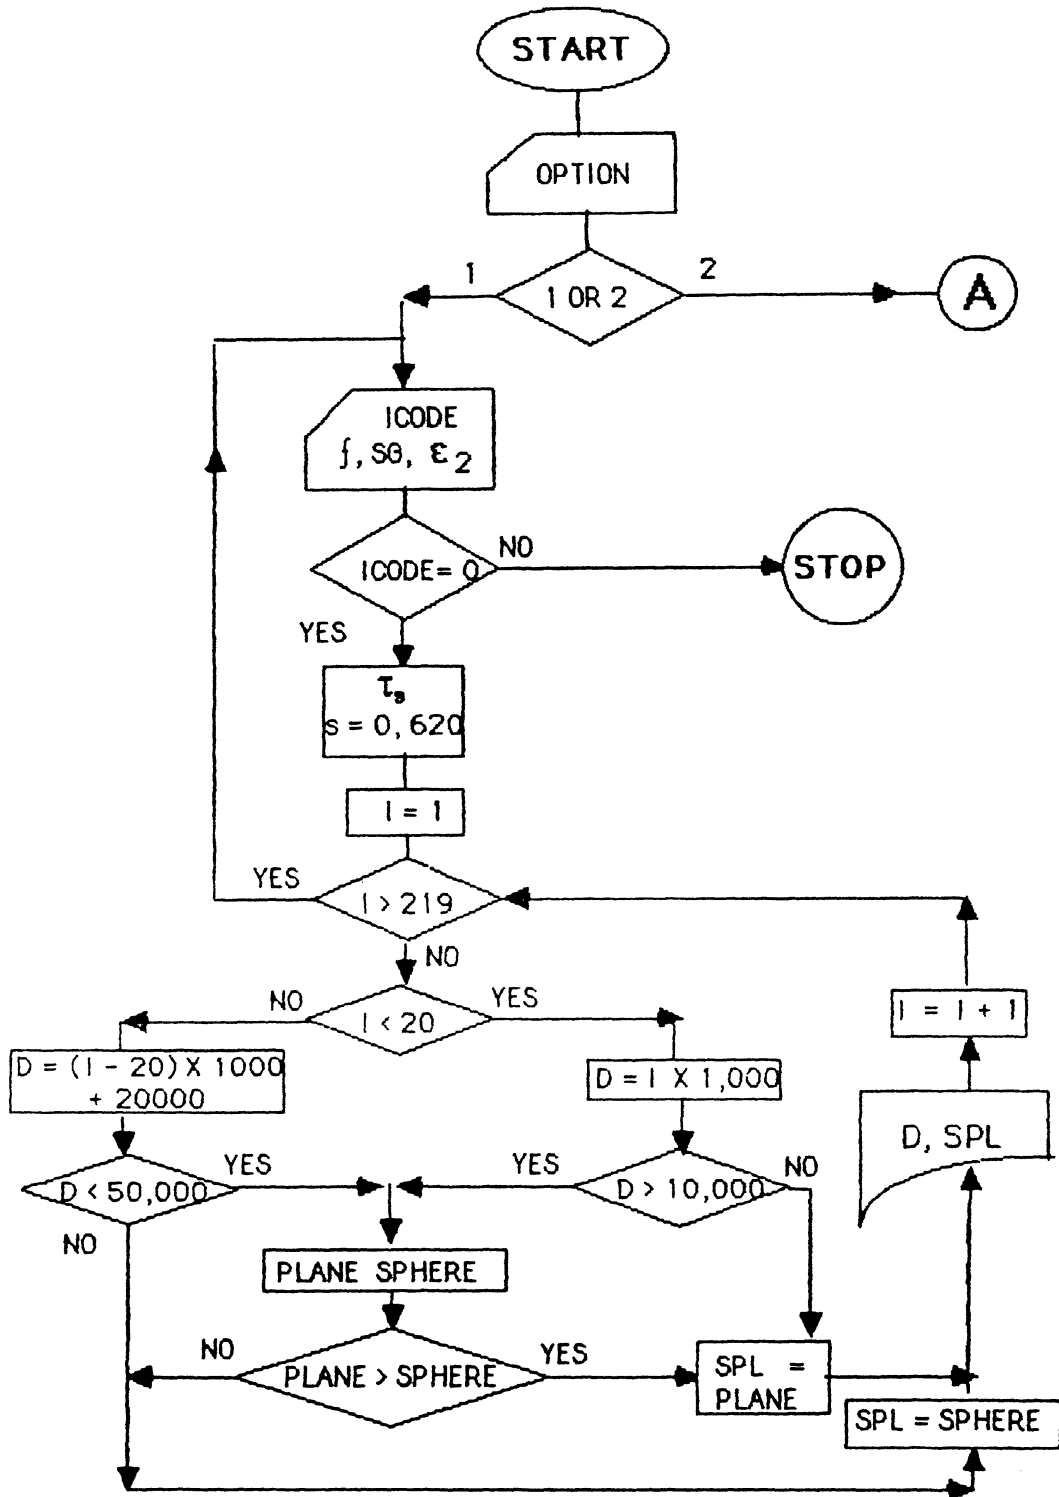 START
OPTION
1 OR 2
1
2
A
ICODE
f, SΘ, ε2
ICODE = 0
NO
STOP
YES
τs
s = 0, 620
I = 1
I > 219
YES
NO
I < 20
NO
YES
I = I + 1
D = (I - 20) X 1000
+ 20000
D = I X 1,000
D, SPL
D < 50,000
YES
NO
D > 10,000
YES
NO
PLANE SPHERE
PLANE > SPHERE
NO
YES
SPL =
PLANE
SPL = SPHERE